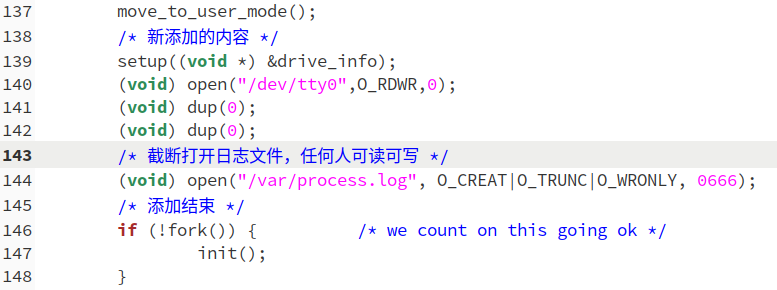 137 move_to_user_mode();
138 /* 新添加的内容 */
139 setup((void *) &drive_info);
140 (void) open("/dev/tty0",O_RDWR,0);
141 (void) dup(0);
142 (void) dup(0);
143 /* 截断打开日志文件，任何人可读可写 */
144 (void) open("/var/process.log", O_CREAT|O_TRUNC|O_WRONLY, 0666);
145 /* 添加结束 */
146 if (!fork()) { /* we count on this going ok */
147 init();
148 }